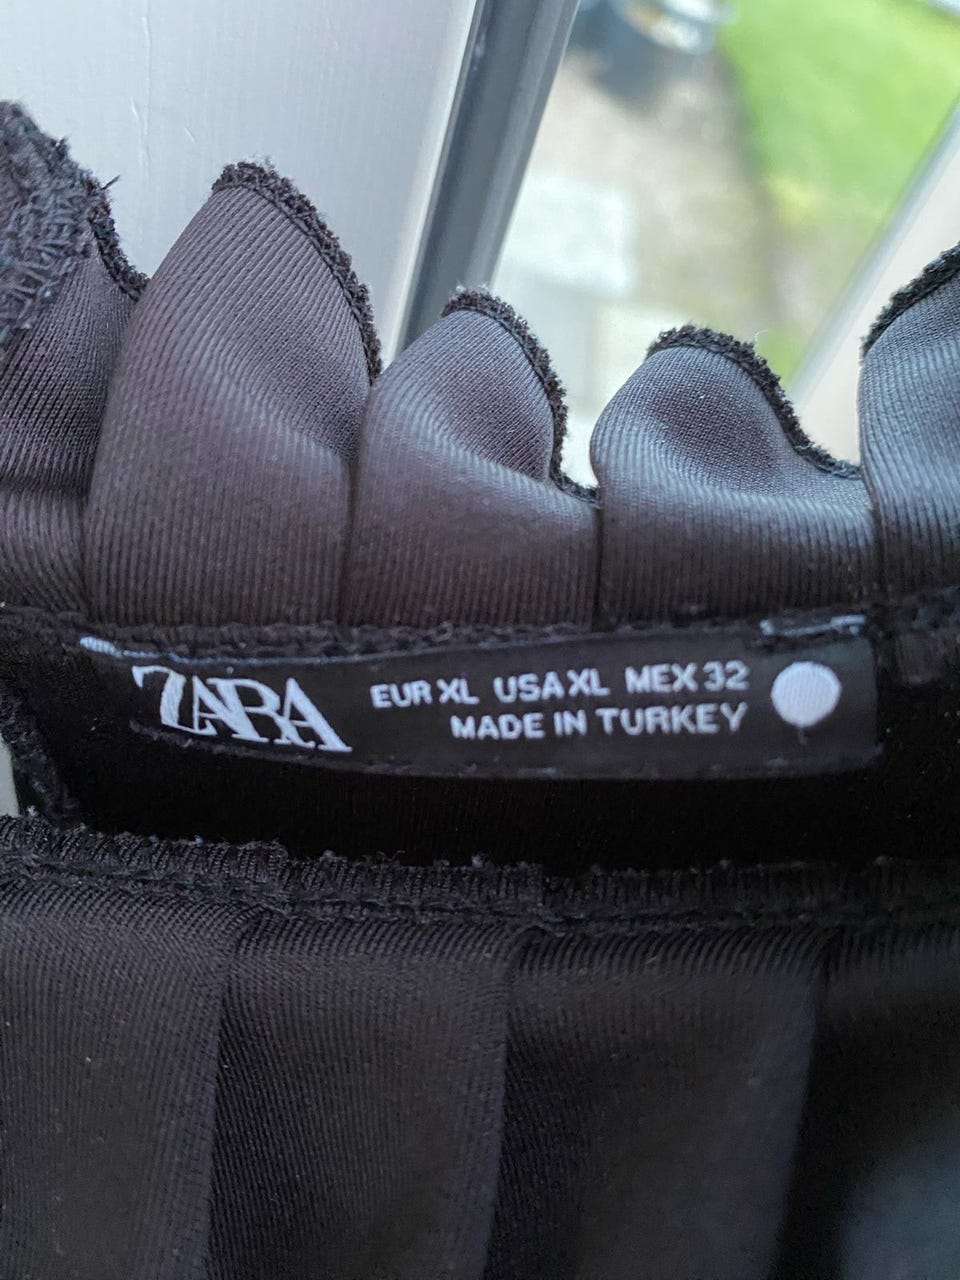 ZARA
EUR XL USA XL MEX 32
MADE IN TURKEY